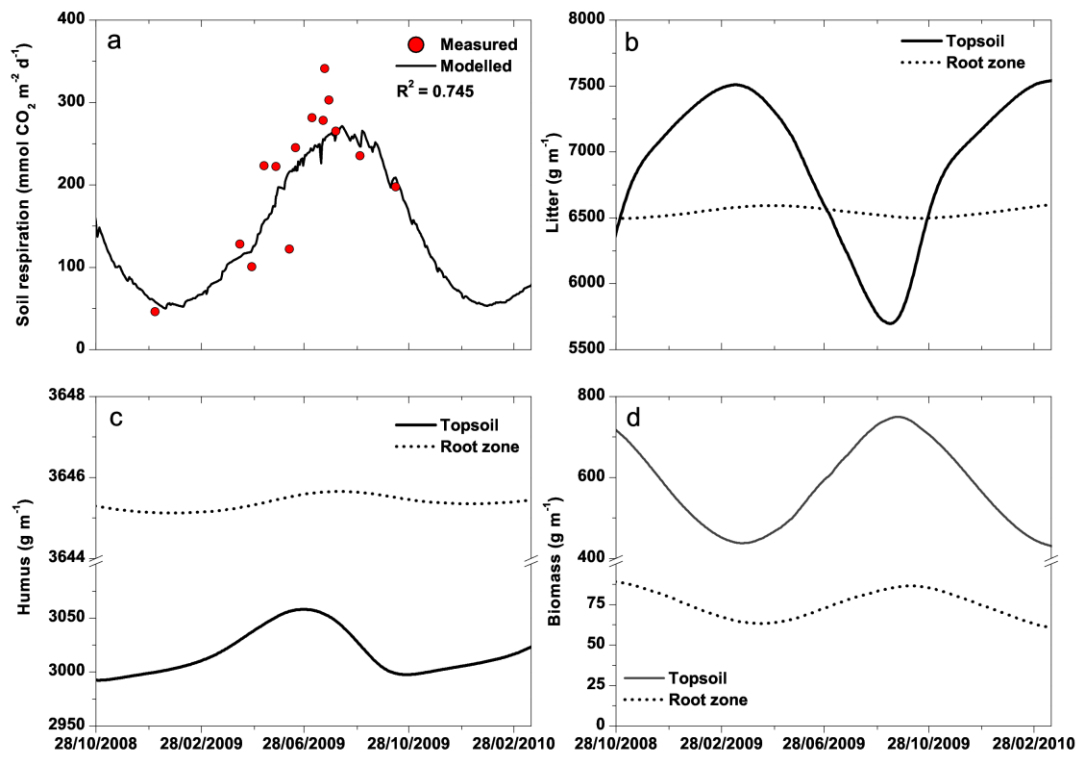 a
Soil respiration (mmol CO₂ m⁻² d⁻¹)
400
300
200
100
0
Measured
Modelled
R² = 0.745
b
Litter (g m⁻¹)
8000
7500
7000
6500
6000
5500
Topsoil
Root zone
c
Humus (g m⁻¹)
3648
3646
3644
3050
3000
2950
Topsoil
Root zone
28/10/2008 28/02/2009 28/06/2009 28/10/2009 28/02/2010
d
Biomass (g m⁻¹)
800
600
400
75
50
25
0
Topsoil
Root zone
28/10/2008 28/02/2009 28/06/2009 28/10/2009 28/02/2010